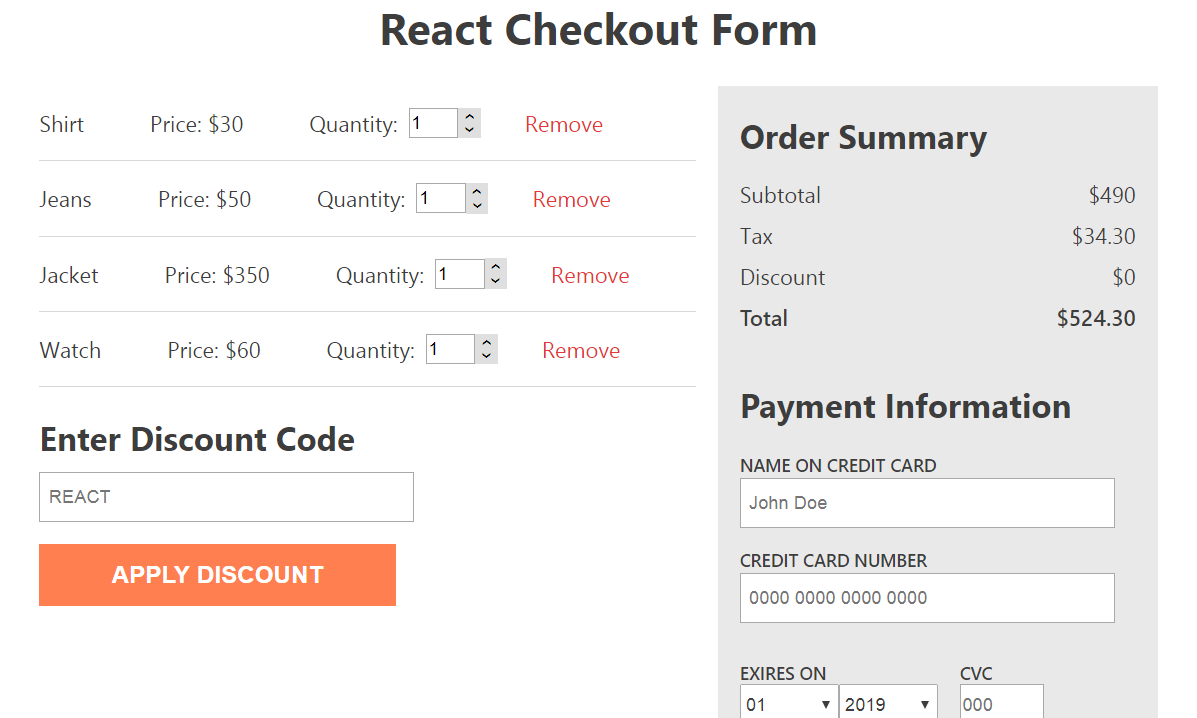 React Checkout Form
Shirt Price: $30 Quantity: 1 Remove
Jeans Price: $50 Quantity: 1 Remove
Jacket Price: $350 Quantity: 1 Remove
Watch Price: $60 Quantity: 1 Remove
Enter Discount Code
REACT
APPLY DISCOUNT
Order Summary
Subtotal $490
Tax $34.30
Discount $0
Total $524.30
Payment Information
NAME ON CREDIT CARD
John Doe
CREDIT CARD NUMBER
0000 0000 0000 0000
EXIRES ON CVC
01 2019 000